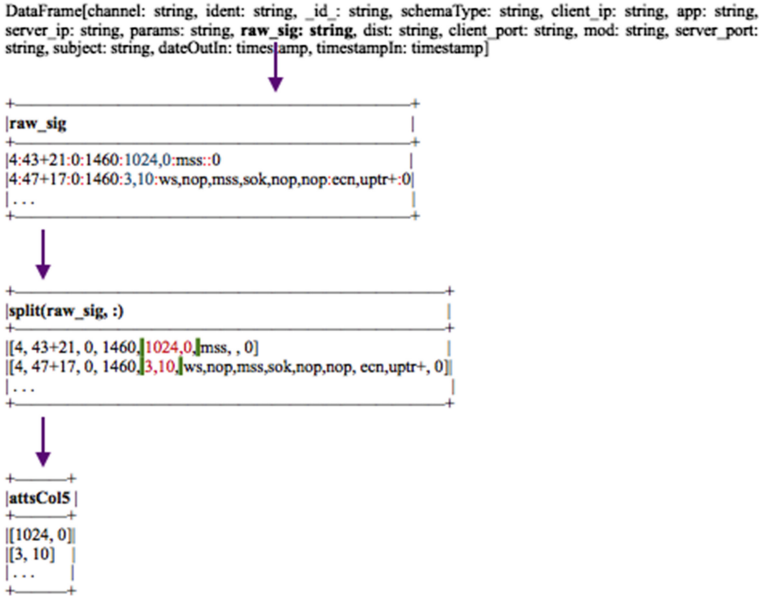 DataFrame[channel: string, ident: string, _id_: string, schemaType: string, client_ip: string, app: string,
server_ip: string, params: string, raw_sig: string, dist: string, client_port: string, mod: string, server_port:
string, subject: string, dateOutIn: timestamp, timestampIn: timestamp]
|raw_sig |
|4:43+21:0:1460:1024,0:mss::0 |
|4:47+17:0:1460:3,10:ws,nop,mss,sok,nop,nop:ecn,uptr+:0|
|... |
|split(raw_sig, :) |
|[4, 43+21, 0, 1460, 1024,0, mss, , 0] |
|[4, 47+17, 0, 1460, 3,10, ws,nop,mss,sok,nop,nop, ecn,uptr+, 0]|
|... |
|attsCol5 |
|[1024, 0]|
|[3, 10] |
|... |